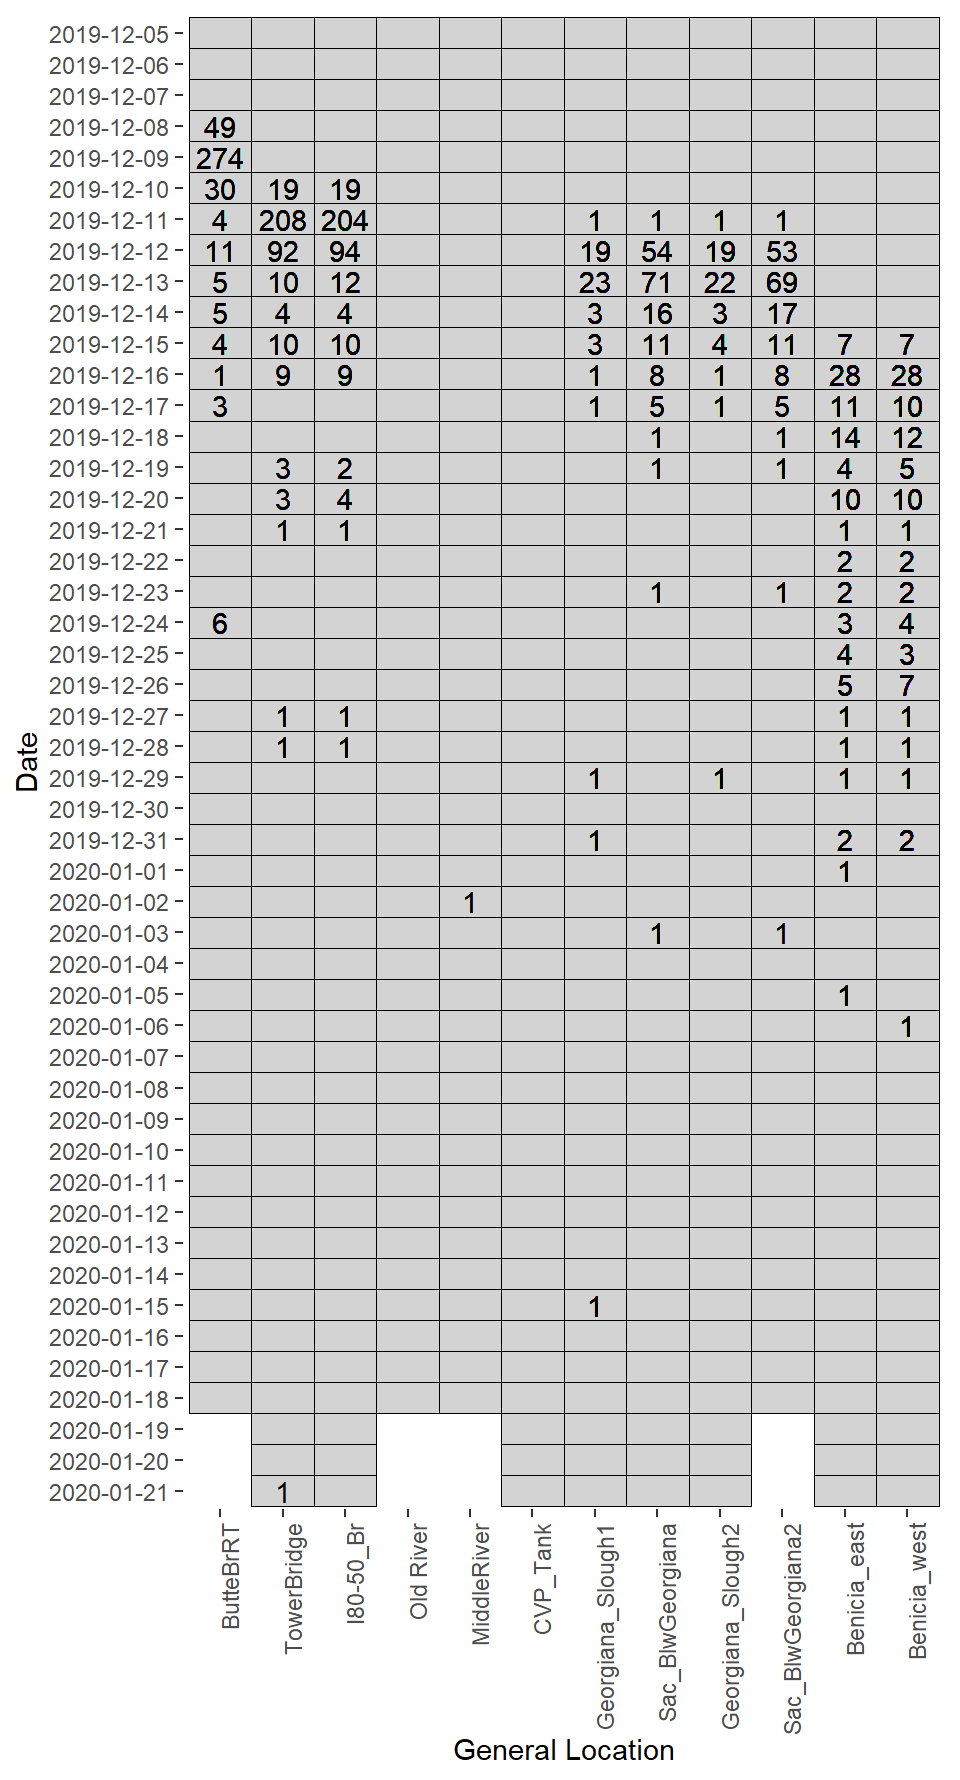 2019-12-05
2019-12-06
2019-12-07
2019-12-08 49
2019-12-09 274
2019-12-10 30 19 19
2019-12-11 4 208 204 1 1 1 1
2019-12-12 11 92 94 19 54 19 53
2019-12-13 5 10 12 23 71 22 69
2019-12-14 5 4 4 3 16 3 17
2019-12-15 4 10 10 3 11 4 11 7 7
2019-12-16 1 9 9 1 8 1 8 28 28
2019-12-17 3 1 5 1 5 11 10
2019-12-18 1 1 14 12
2019-12-19 3 2 1 1 4 5
2019-12-20 3 4 10 10
2019-12-21 1 1 1 1
2019-12-22 2 2
2019-12-23 1 1 2 2
2019-12-24 6 3 4
2019-12-25 4 3
2019-12-26 5 7
2019-12-27 1 1 1 1
2019-12-28 1 1 1 1
2019-12-29 1 1 1 1
2019-12-30
2019-12-31 1 2 2
2020-01-01 1
2020-01-02 1
2020-01-03 1 1
2020-01-04
2020-01-05 1
2020-01-06 1
2020-01-07
2020-01-08
2020-01-09
2020-01-10
2020-01-11
2020-01-12
2020-01-13
2020-01-14
2020-01-15 1
2020-01-16
2020-01-17
2020-01-18
2020-01-19
2020-01-20
2020-01-21 1
Date
ButteBrRT
TowerBridge
I80-50_Br
Old River
MiddleRiver
CVP_Tank
Georgiana_Slough1
Sac_BlwGeorgiana
Georgiana_Slough2
Sac_BlwGeorgiana2
Benicia_east
Benicia_west
General Location